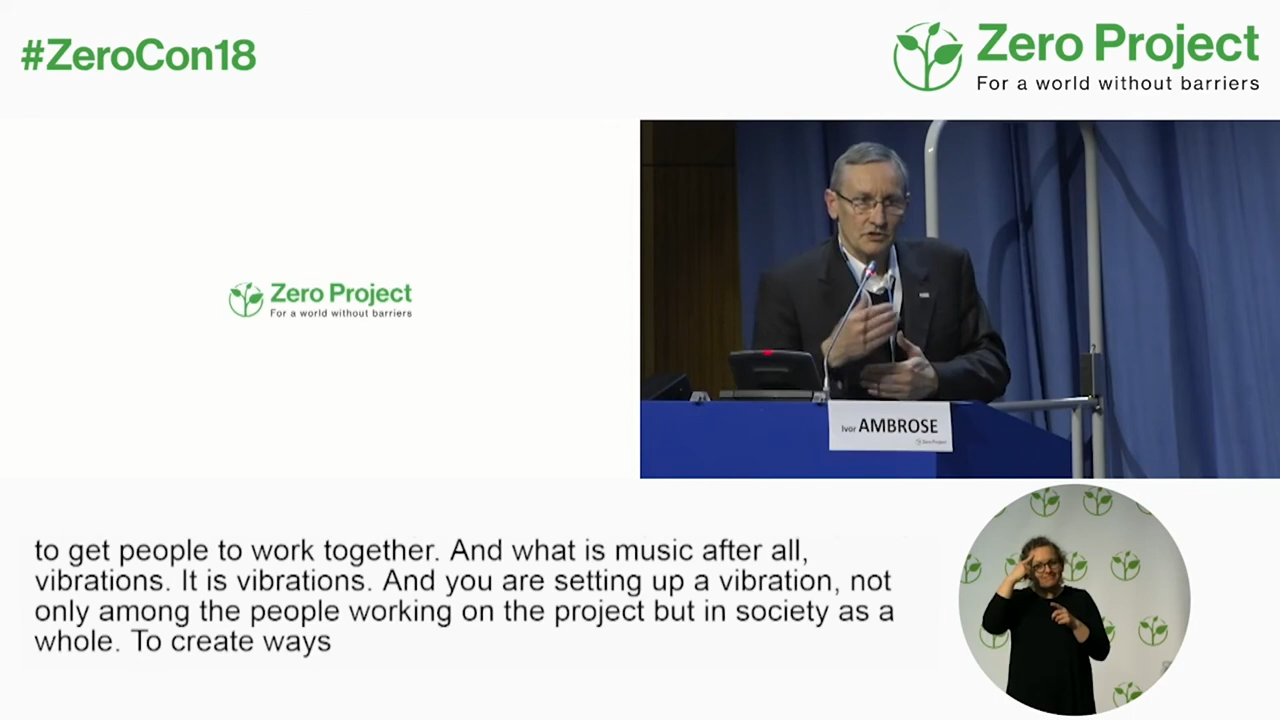 #ZeroCon18
Zero Project
For a world without barriers
Zero Project
For a world without barriers
Ivor AMBROSE
Zero Project
to get people to work together. And what is music after all,
vibrations. It is vibrations. And you are setting up a vibration, not
only among the people working on the project but in society as a
whole. To create ways